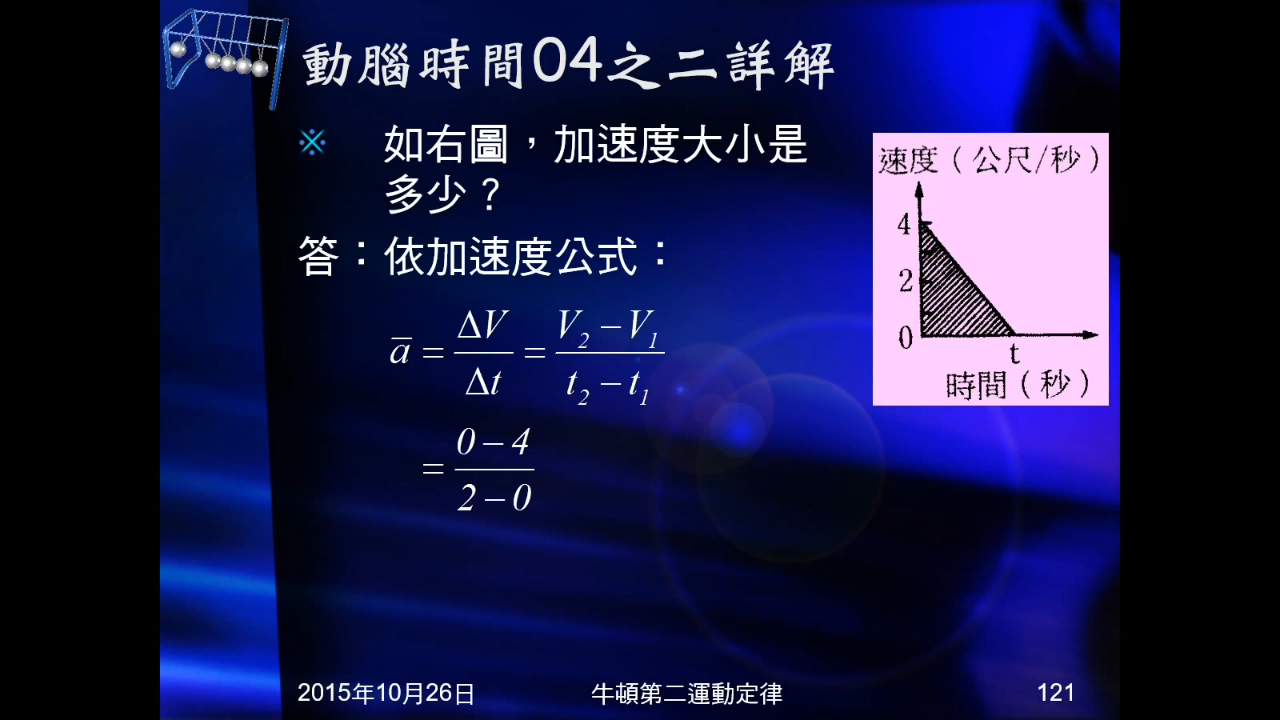 動腦時間04之二詳解
※ 如右圖，加速度大小是
多少？
答：依加速度公式：
a̅ = ΔV/Δt = (V₂ − V₁)/(t₂ − t₁)
= (0 − 4)/(2 − 0)
速度（公尺/秒）
4
2
0
t
時間（秒）
2015年10月26日 牛頓第二運動定律 121